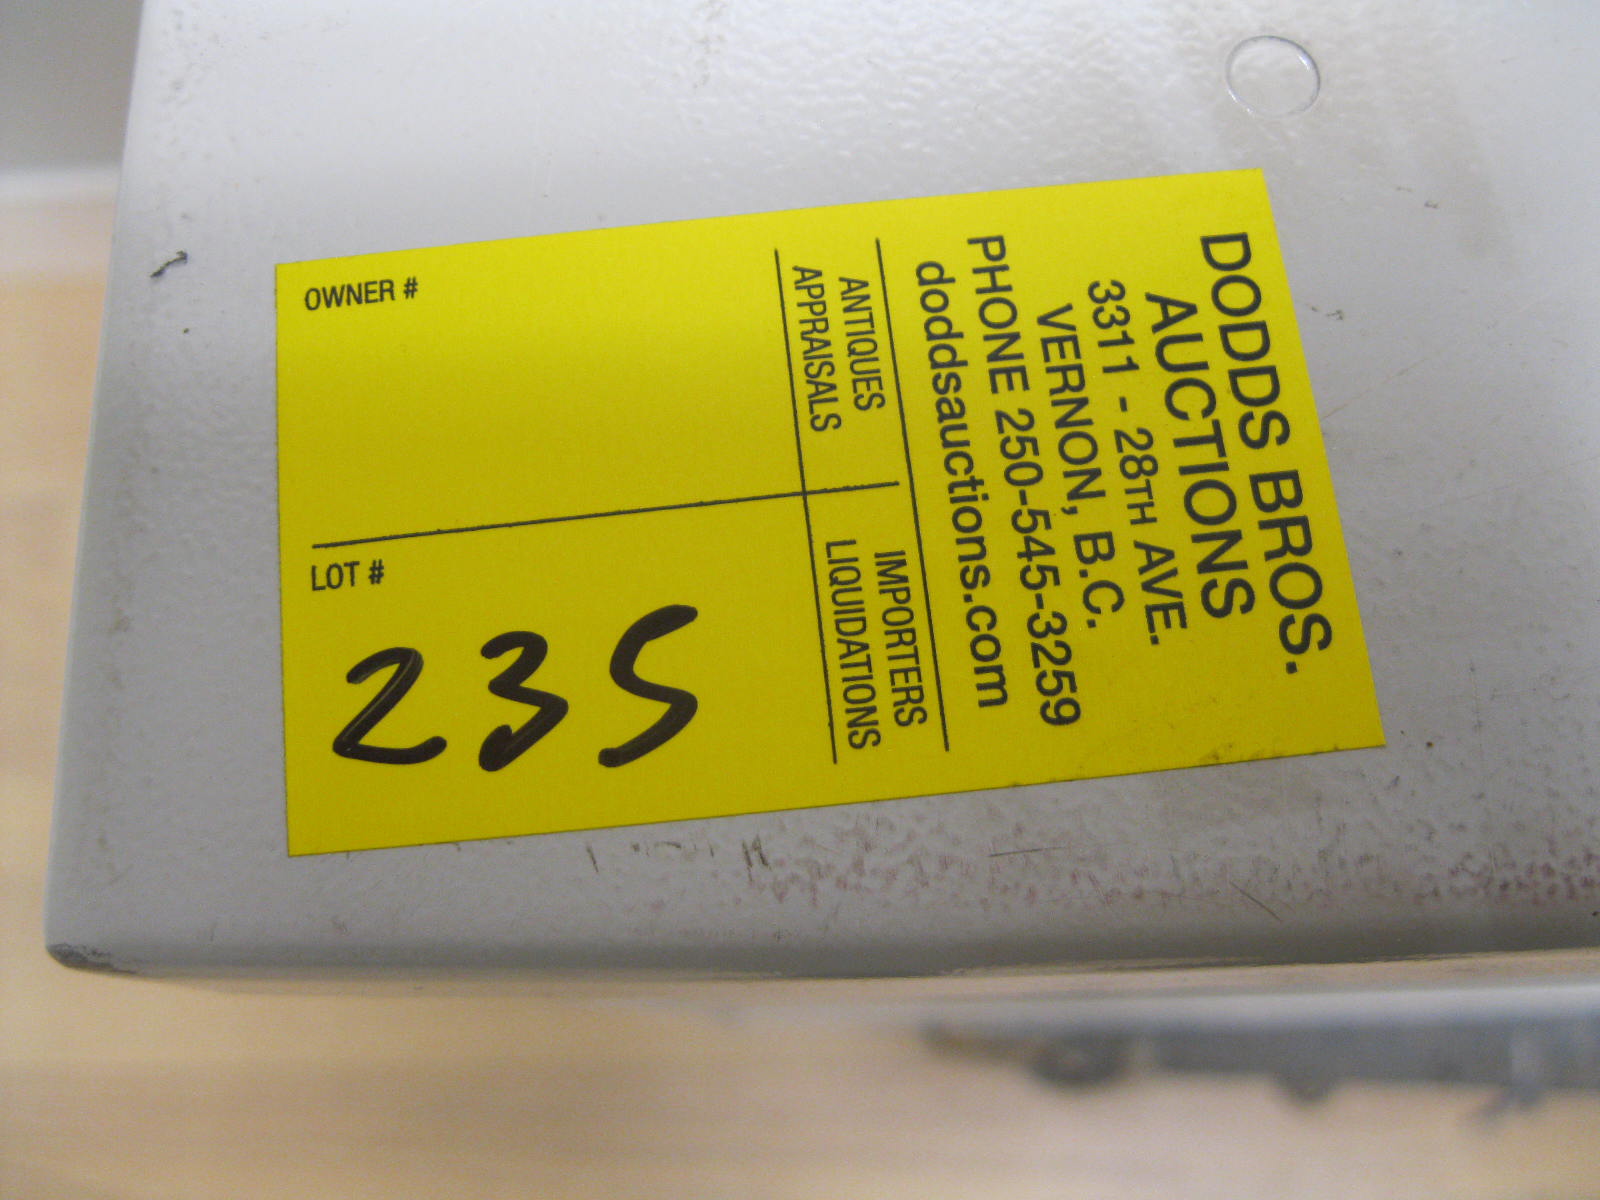 DODDS BROS.
AUCTIONS
3311 - 28TH AVE.
VERNON, B.C.
PHONE 250-545-3259
doddsauctions.com
ANTIQUES
APPRAISALS
IMPORTERS
LIQUIDATIONS
OWNER #
LOT #
235